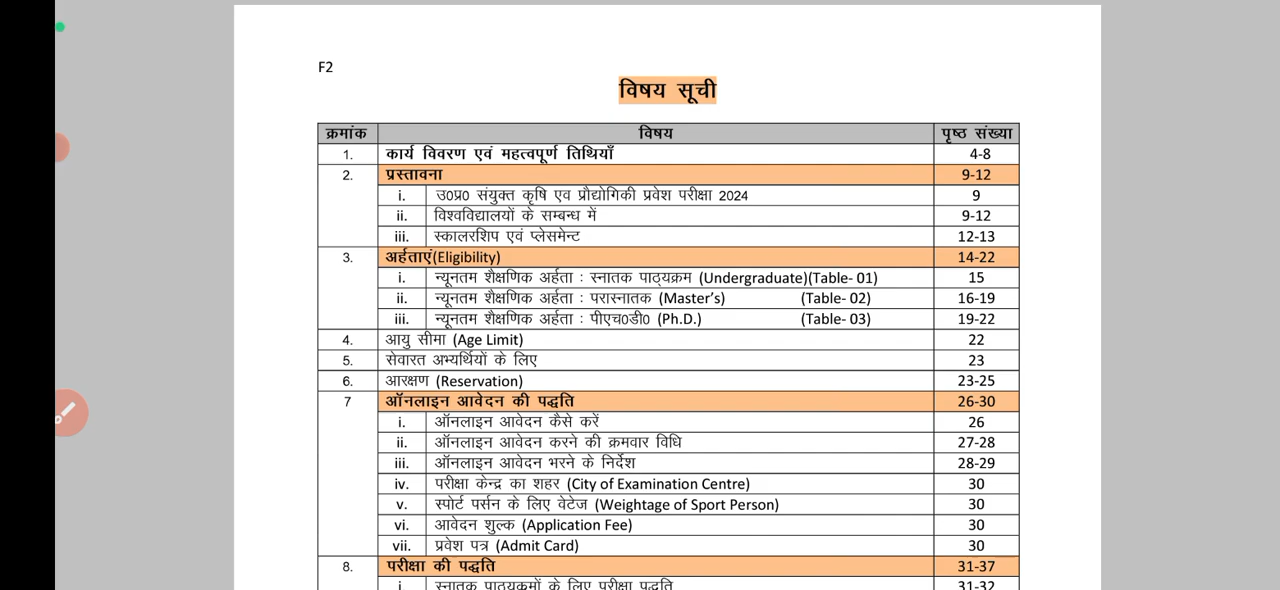 F2
विषय सूची
क्रमांक विषय पृष्ठ संख्या
1. कार्य विवरण एवं महत्वपूर्ण तिथियाँ 4-8
2. प्रस्तावना 9-12
i. उ0प्र0 संयुक्त कृषि एव प्रौद्योगिकी प्रवेश परीक्षा 2024 9
ii. विश्वविद्यालयों के सम्बन्ध में 9-12
iii. स्कालरशिप एवं प्लेसमेन्ट 12-13
3. अर्हताएं(Eligibility) 14-22
i. न्यूनतम शैक्षणिक अर्हता : स्नातक पाठ्यक्रम (Undergraduate)(Table- 01) 15
ii. न्यूनतम शैक्षणिक अर्हता : परास्नातक (Master’s) (Table- 02) 16-19
iii. न्यूनतम शैक्षणिक अर्हता : पीएच0डी0 (Ph.D.) (Table- 03) 19-22
4. आयु सीमा (Age Limit) 22
5. सेवारत अभ्यर्थियों के लिए 23
6. आरक्षण (Reservation) 23-25
7 ऑनलाइन आवेदन की पद्धति 26-30
i. ऑनलाइन आवेदन कैसे करें 26
ii. ऑनलाइन आवेदन करने की क्रमवार विधि 27-28
iii. ऑनलाइन आवेदन भरने के निर्देश 28-29
iv. परीक्षा केन्द्र का शहर (City of Examination Centre) 30
v. स्पोर्ट पर्सन के लिए वेटेज (Weightage of Sport Person) 30
vi. आवेदन शुल्क (Application Fee) 30
vii. प्रवेश पत्र (Admit Card) 30
8. परीक्षा की पद्धति 31-37
i. स्नातक पाठ्यक्रमों के लिए परीक्षा पद्धति 31-32